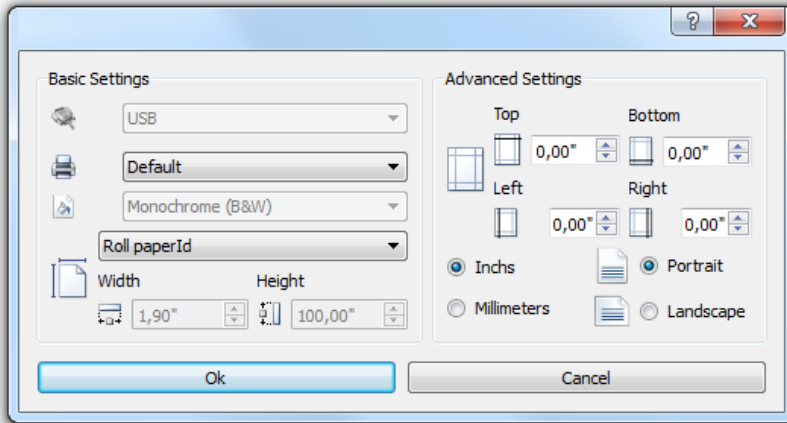 Basic Settings
USB
Default
Monochrome (B&W)
Roll paperId
Width Height
1,90" 100,00"
Advanced Settings
Top Bottom
0,00" 0,00"
Left Right
0,00" 0,00"
Inchs Portrait
Millimeters Landscape
Ok Cancel